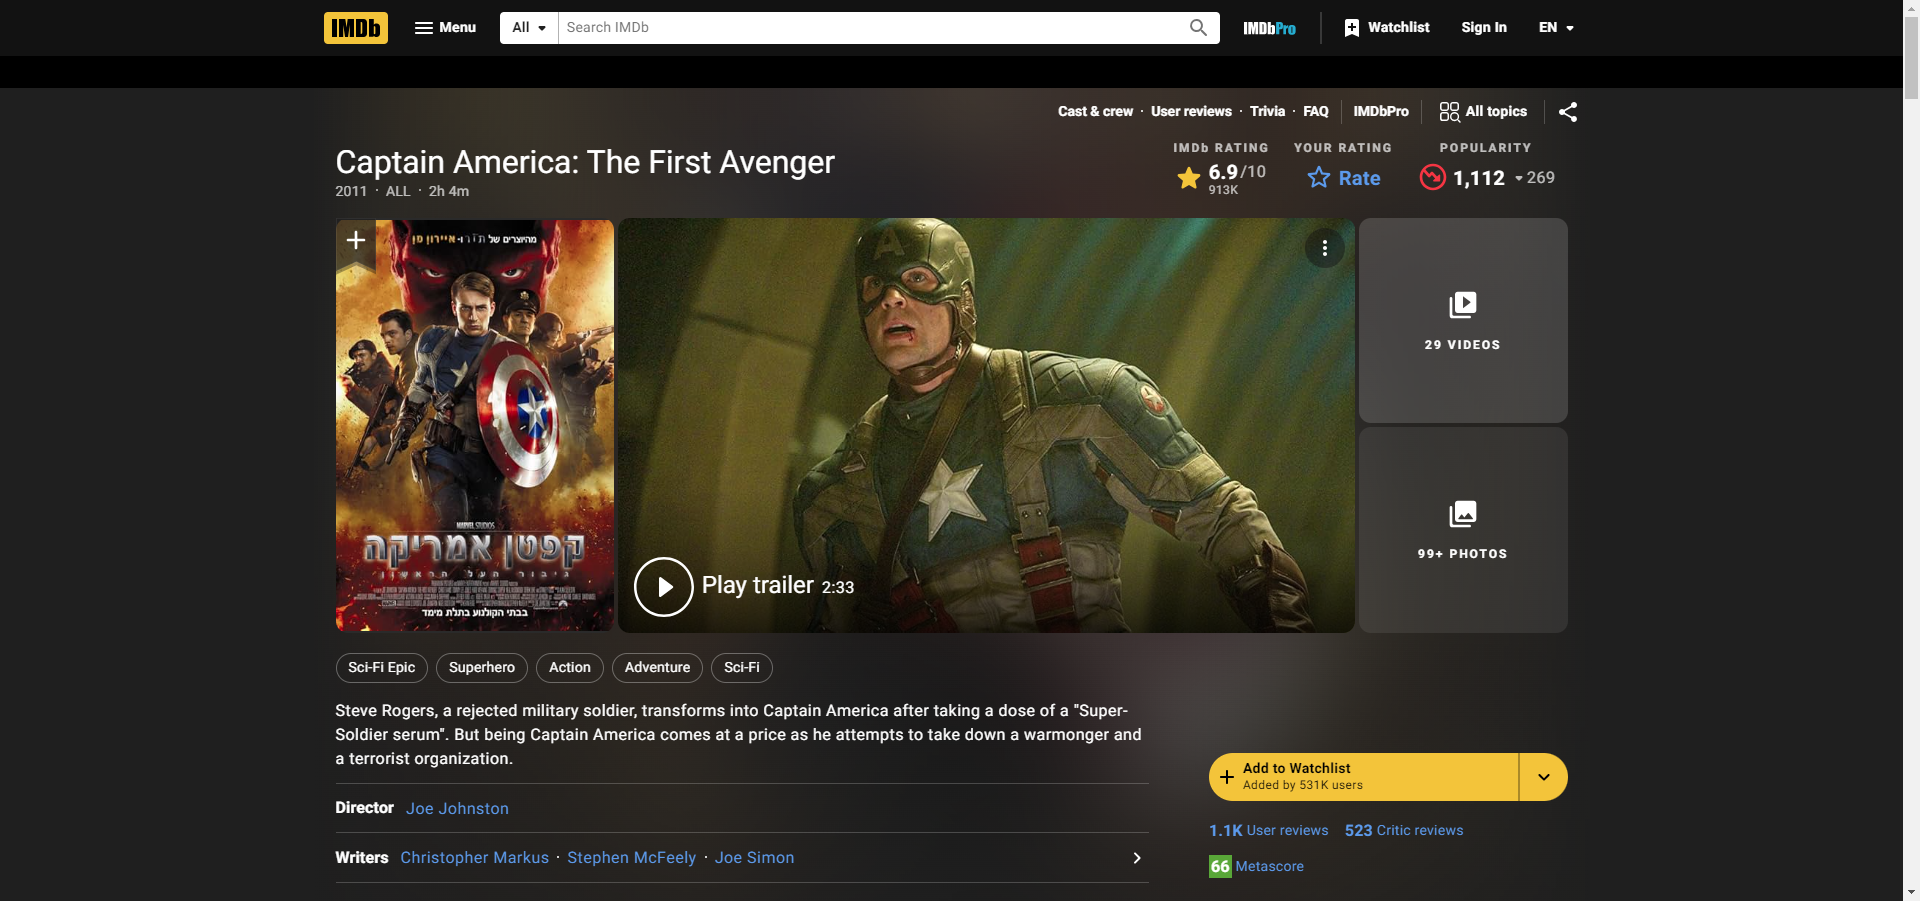 IMDb
Menu
All
Search IMDb
IMDbPro
Watchlist
Sign In
EN
Cast & crew · User reviews · Trivia · FAQ
IMDbPro
All topics
Captain America: The First Avenger
2011 · ALL · 2h 4m
IMDb RATING
6.9/10
913K
YOUR RATING
Rate
POPULARITY
1,112
269
מהיוצרים של תור ו-איירון מן
MARVEL STUDIOS
קפטן אמריקה
גיבור העל הראשון
בבתי הקולנוע בתלת מימד
A
Play trailer 2:33
29 VIDEOS
99+ PHOTOS
Sci-Fi Epic
Superhero
Action
Adventure
Sci-Fi
Steve Rogers, a rejected military soldier, transforms into Captain America after taking a dose of a "Super-
Soldier serum". But being Captain America comes at a price as he attempts to take down a warmonger and
a terrorist organization.
Director Joe Johnston
Writers Christopher Markus · Stephen McFeely · Joe Simon
Add to Watchlist
Added by 531K users
1.1K User reviews
523 Critic reviews
66 Metascore